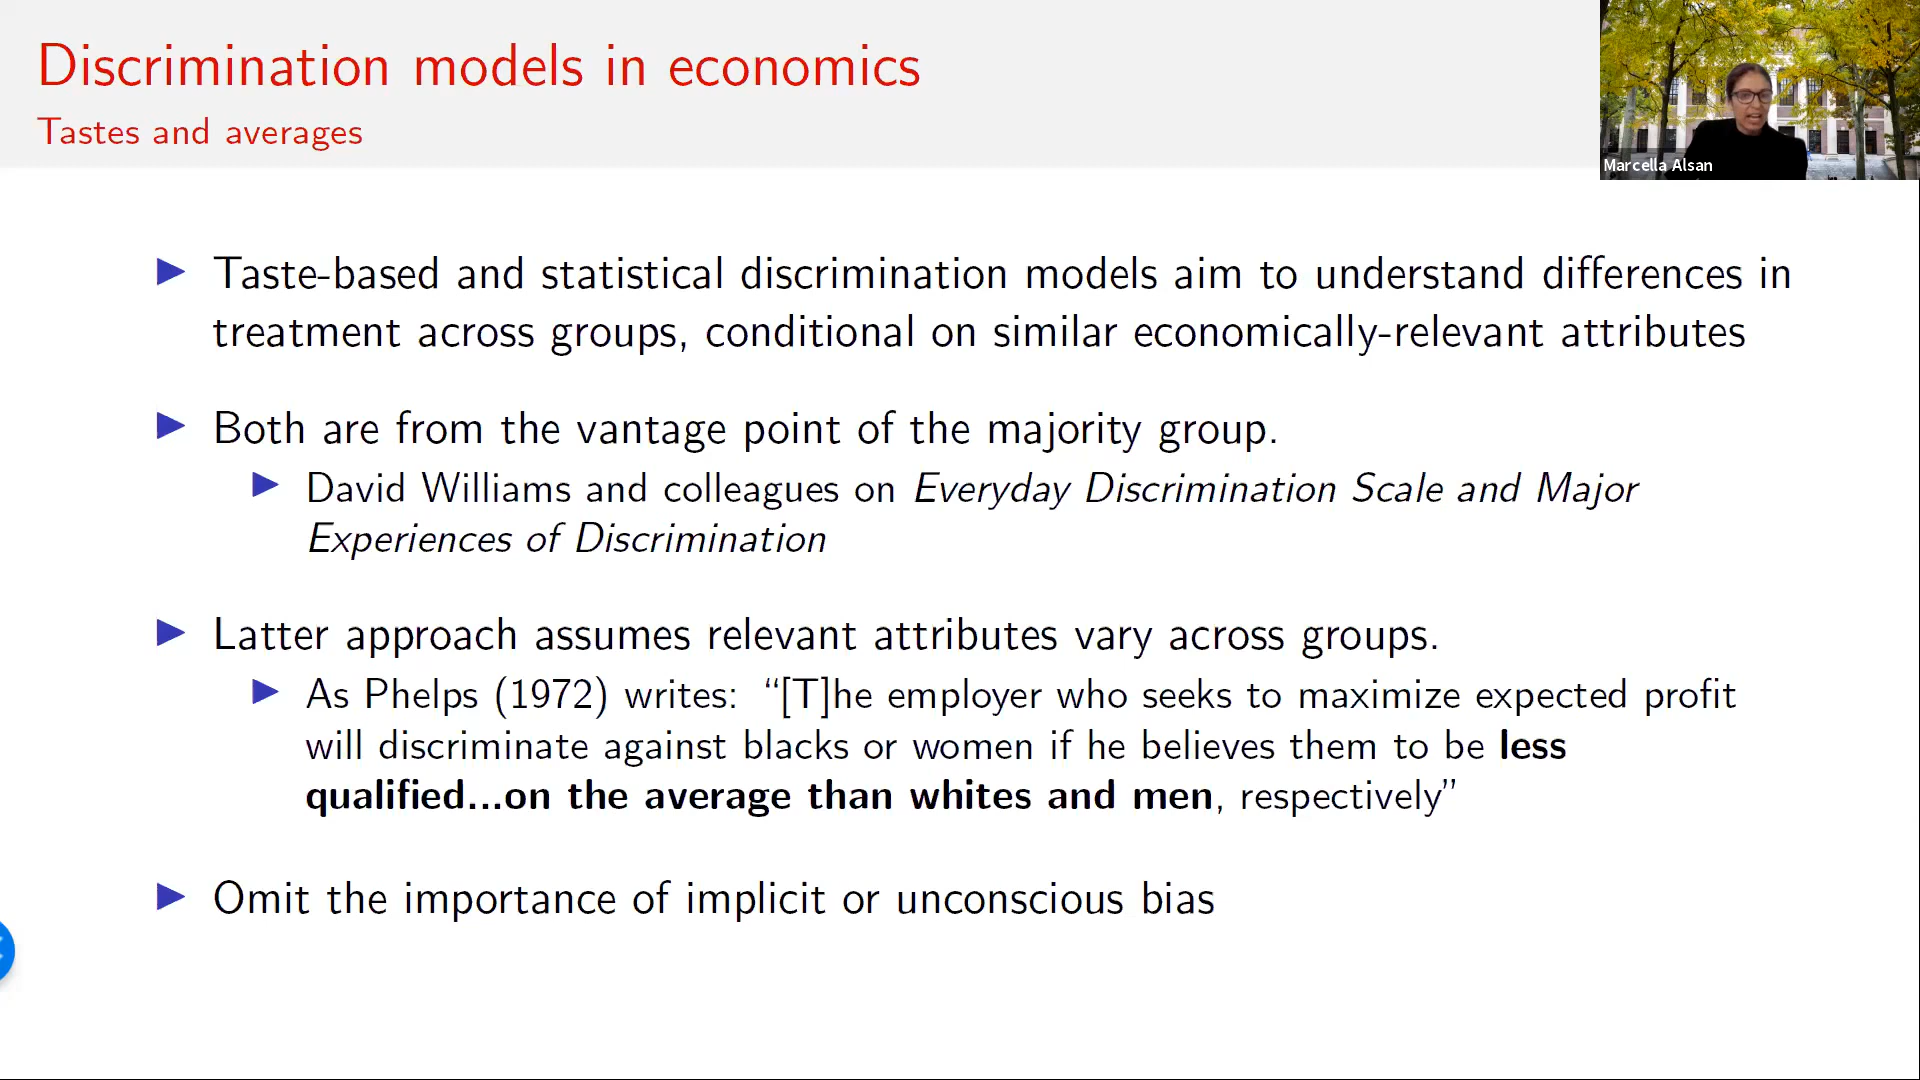 Discrimination models in economics
Tastes and averages
Marcella Alsan
Taste-based and statistical discrimination models aim to understand differences in
treatment across groups, conditional on similar economically-relevant attributes
Both are from the vantage point of the majority group.
David Williams and colleagues on Everyday Discrimination Scale and Major
Experiences of Discrimination
Latter approach assumes relevant attributes vary across groups.
As Phelps (1972) writes: “[T]he employer who seeks to maximize expected profit
will discriminate against blacks or women if he believes them to be less
qualified...on the average than whites and men, respectively”
Omit the importance of implicit or unconscious bias